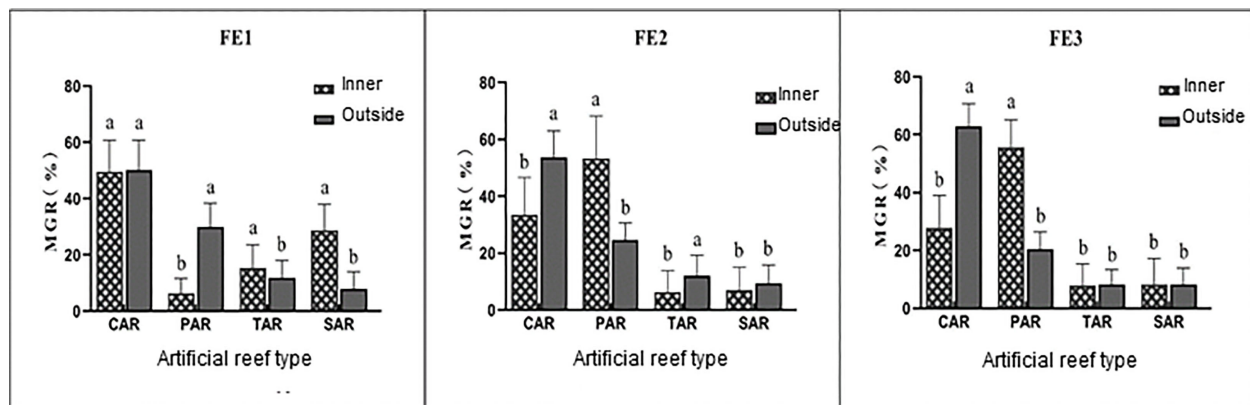 FE1
Inner
Outside
MGR (%)
80
60
40
20
0
a a
b a
a b
a b
CAR PAR TAR SAR
Artificial reef type
FE2
Inner
Outside
MGR (%)
80
60
40
20
0
b a
a b
b a
b b
CAR PAR TAR SAR
Artificial reef type
FE3
Inner
Outside
MGR (%)
80
60
40
20
0
b a
a b
b b
b b
CAR PAR TAR SAR
Artificial reef type